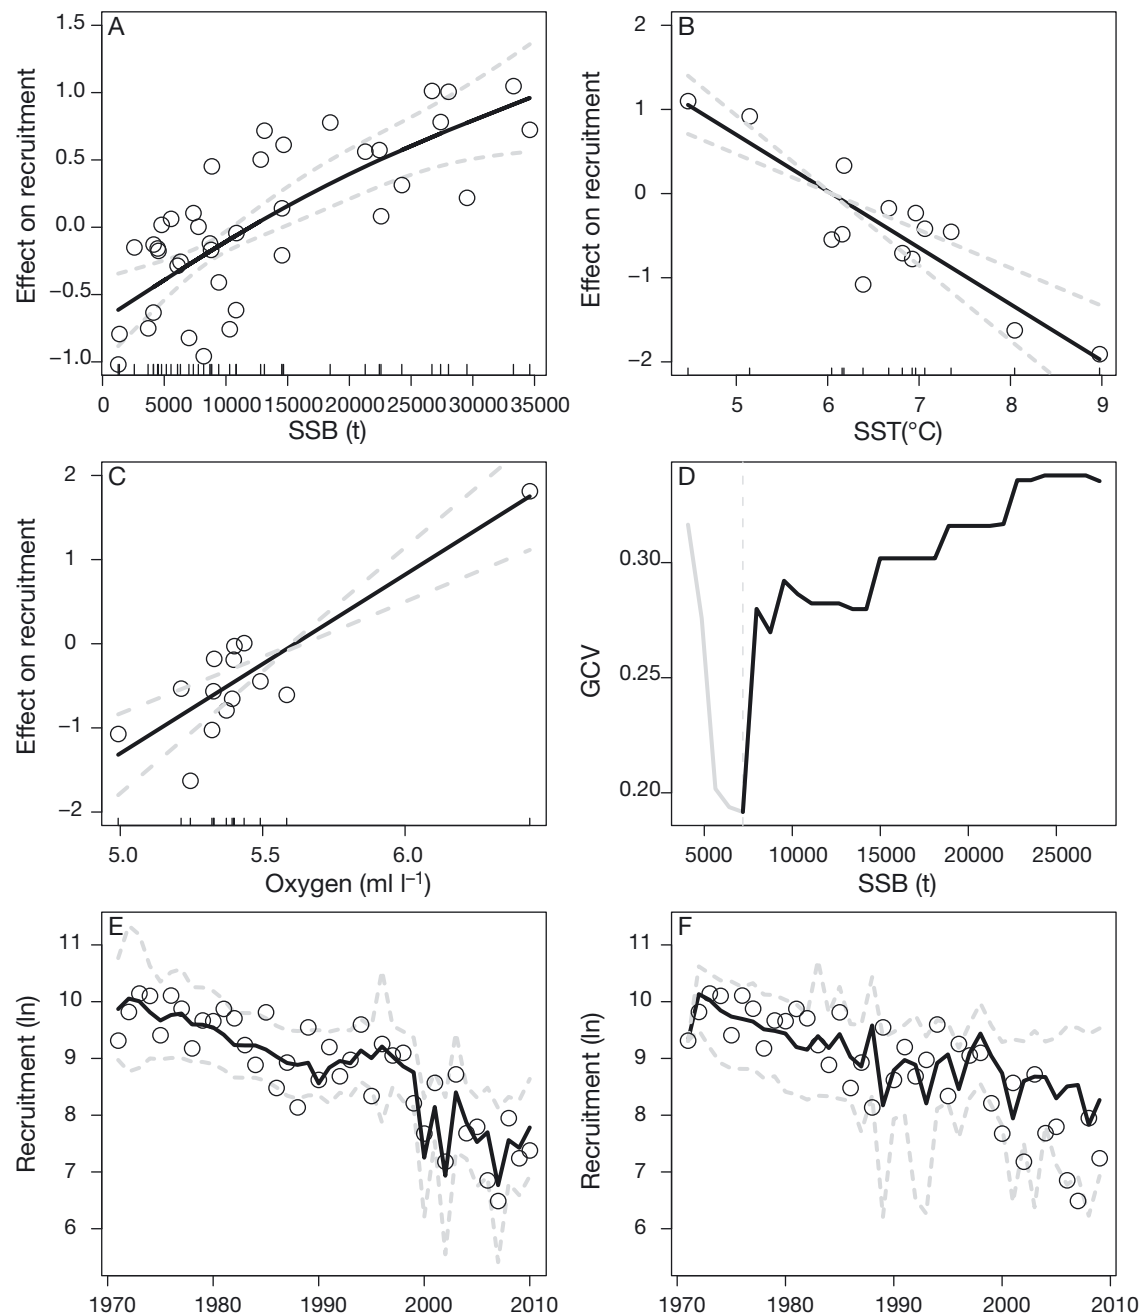 A
1.5
1.0
0.5
0.0
−0.5
−1.0
Effect on recruitment
0 5000 10000 15000 20000 25000 30000 35000
SSB (t)
B
2
1
0
−1
−2
Effect on recruitment
5 6 7 8 9
SST(°C)
C
2
1
0
−1
−2
Effect on recruitment
5.0 5.5 6.0
Oxygen (ml l⁻¹)
D
0.30
0.25
0.20
GCV
5000 10000 15000 20000 25000
SSB (t)
E
11
10
9
8
7
6
Recruitment (ln)
1970 1980 1990 2000 2010
F
11
10
9
8
7
6
Recruitment (ln)
1970 1980 1990 2000 2010